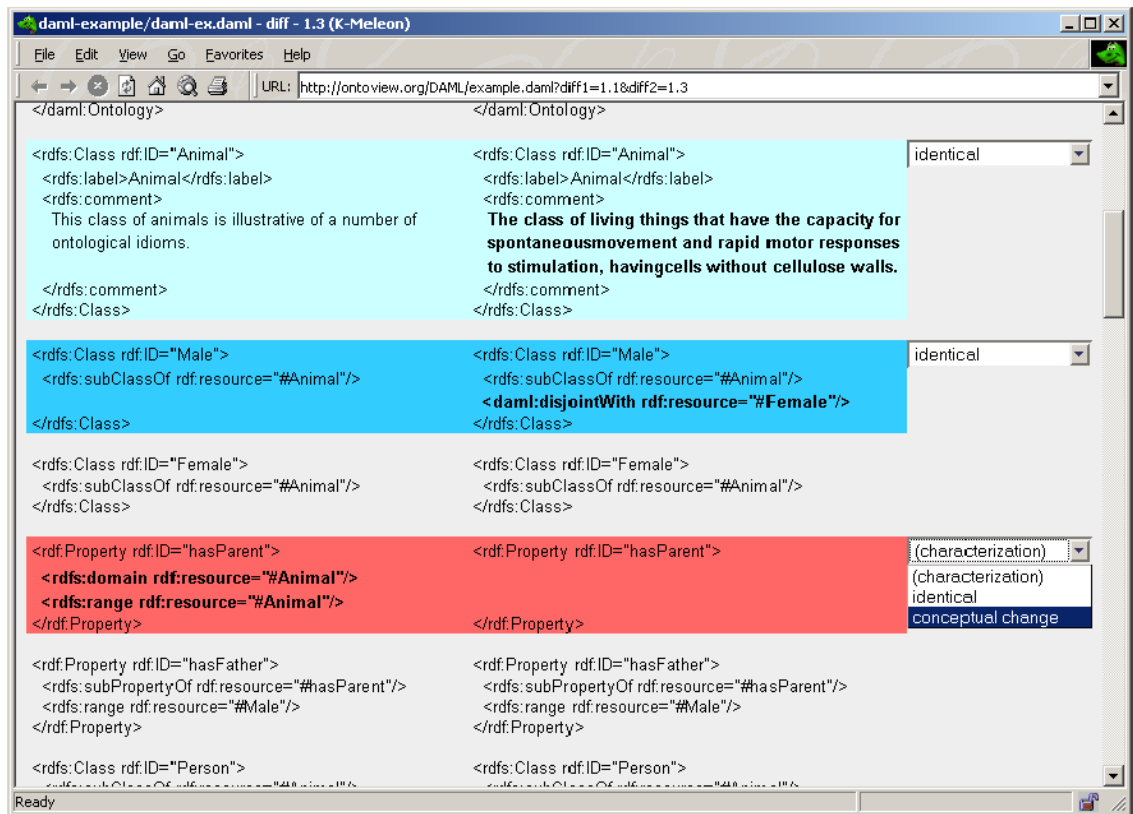 daml-example/daml-ex.daml - diff - 1.3 (K-Meleon)
File Edit View Go Favorites Help
URL: http://ontoview.org/DAML/example.daml?diff1=1.1&diff2=1.3
</daml:Ontology> </daml:Ontology>
<rdfs:Class rdf:ID="Animal"> <rdfs:Class rdf:ID="Animal"> identical
<rdfs:label>Animal</rdfs:label> <rdfs:label>Animal</rdfs:label>
<rdfs:comment> <rdfs:comment>
This class of animals is illustrative of a number of The class of living things that have the capacity for
ontological idioms. spontaneousmovement and rapid motor responses
to stimulation, havingcells without cellulose walls.
</rdfs:comment> </rdfs:comment>
</rdfs:Class> </rdfs:Class>
<rdfs:Class rdf:ID="Male"> <rdfs:Class rdf:ID="Male"> identical
<rdfs:subClassOf rdf:resource="#Animal"/> <rdfs:subClassOf rdf:resource="#Animal"/>
<daml:disjointWith rdf:resource="#Female"/>
</rdfs:Class> </rdfs:Class>
<rdfs:Class rdf:ID="Female"> <rdfs:Class rdf:ID="Female">
<rdfs:subClassOf rdf:resource="#Animal"/> <rdfs:subClassOf rdf:resource="#Animal"/>
</rdfs:Class> </rdfs:Class>
<rdf:Property rdf:ID="hasParent"> <rdf:Property rdf:ID="hasParent"> (characterization)
<rdfs:domain rdf:resource="#Animal"/> (characterization)
<rdfs:range rdf:resource="#Animal"/> identical
</rdf:Property> </rdf:Property> conceptual change
<rdf:Property rdf:ID="hasFather"> <rdf:Property rdf:ID="hasFather">
<rdfs:subPropertyOf rdf:resource="#hasParent"/> <rdfs:subPropertyOf rdf:resource="#hasParent"/>
<rdfs:range rdf:resource="#Male"/> <rdfs:range rdf:resource="#Male"/>
</rdf:Property> </rdf:Property>
<rdfs:Class rdf:ID="Person"> <rdfs:Class rdf:ID="Person">
Ready